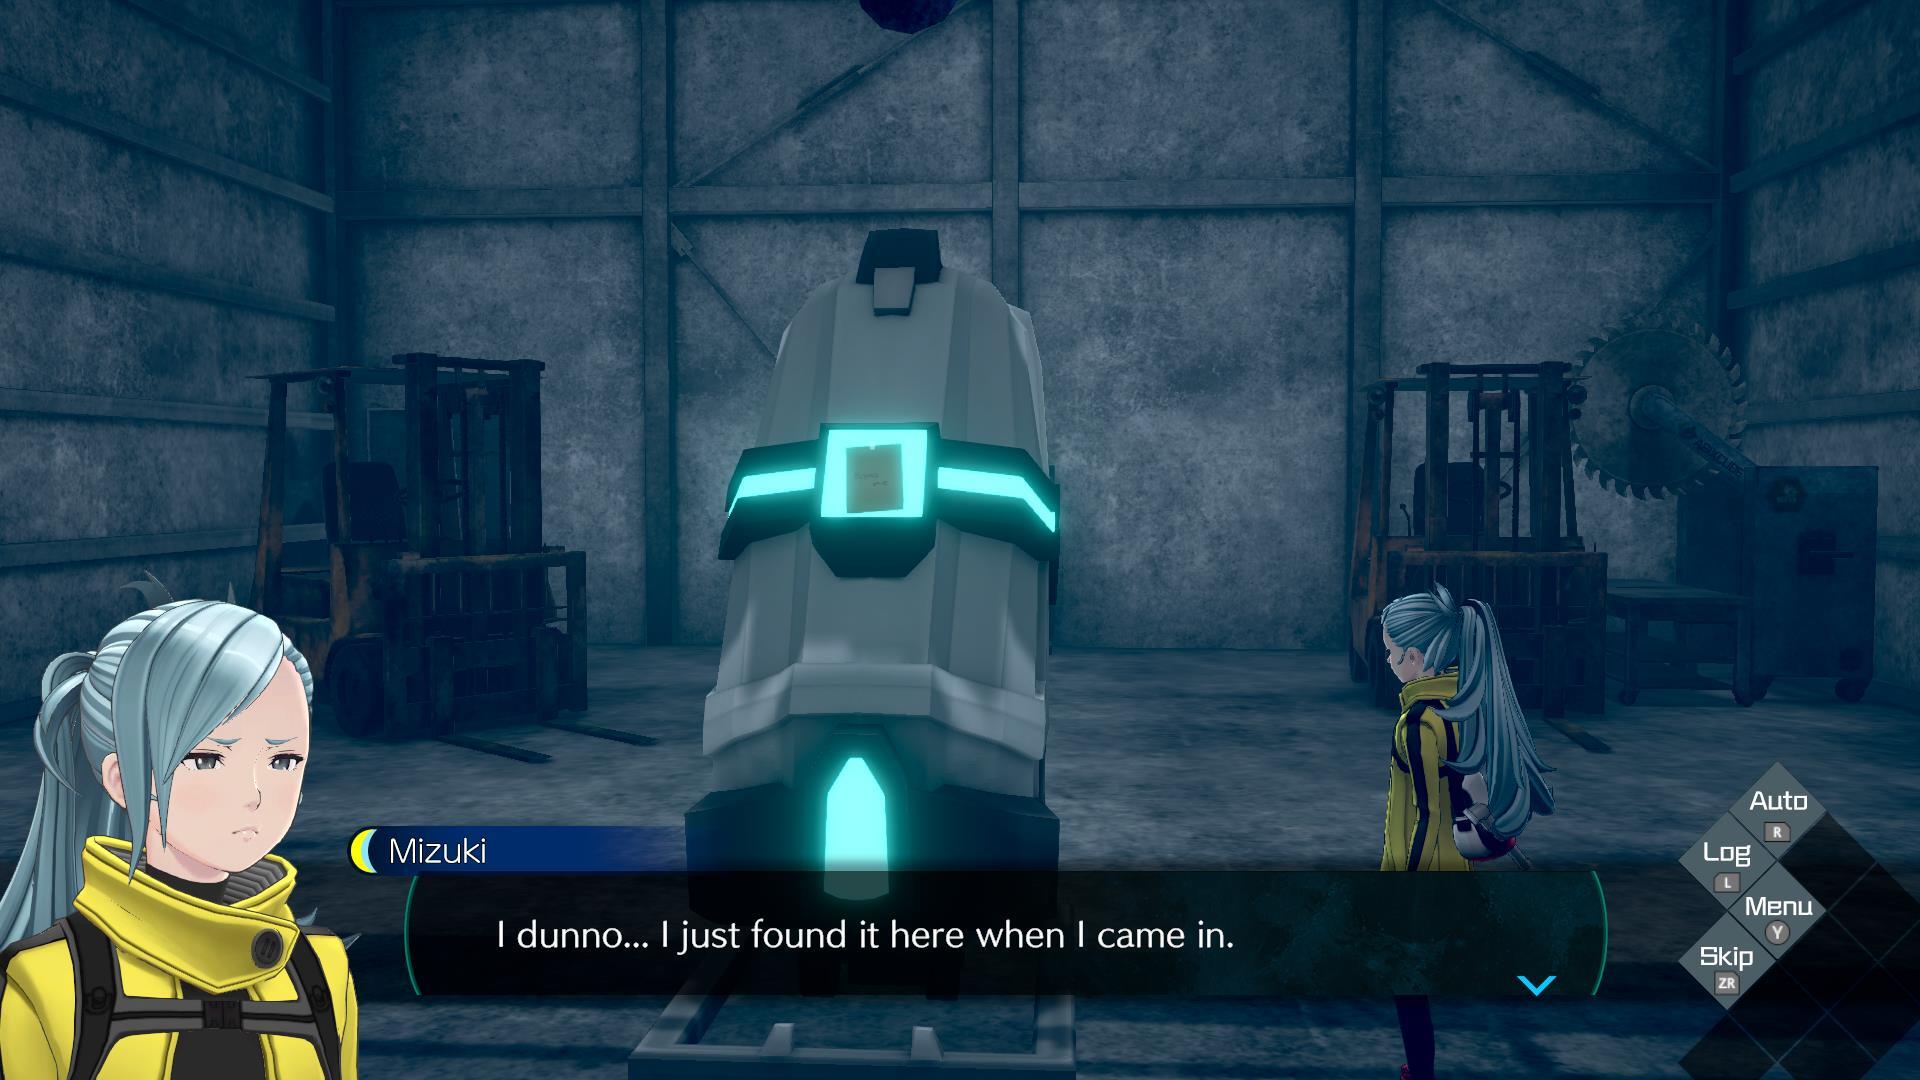 Mizuki
I dunno... I just found it here when I came in.
Auto
R
Log
L
Menu
Y
Skip
ZR